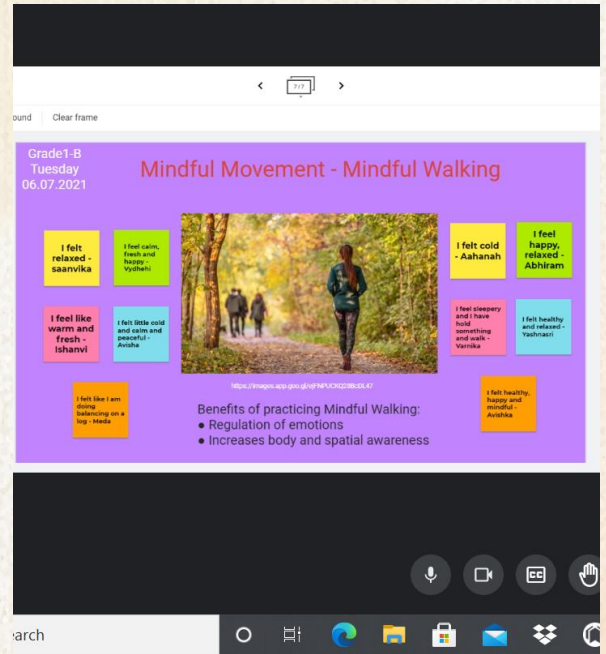 7/7
ound
Clear frame
Grade1-B
Tuesday
06.07.2021
Mindful Movement - Mindful Walking
I felt
relaxed -
saanvika
I feel calm,
fresh and
happy -
Vydhehi
I felt cold
- Aahanah
I feel
happy,
relaxed -
Abhiram
I feel like
warm and
fresh -
Ishanvi
I felt little cold
and calm and
peaceful -
Avisha
I feel sleepery
and I have
hold
something
and walk -
Varnika
I felt healthy
and relaxed -
Yashnasri
I felt like I am
doing
balancing on a
log - Meda
Benefits of practicing Mindful Walking:
● Regulation of emotions
● Increases body and spatial awareness
I felt healthy,
happy and
mindful -
Avishka
CC
earch